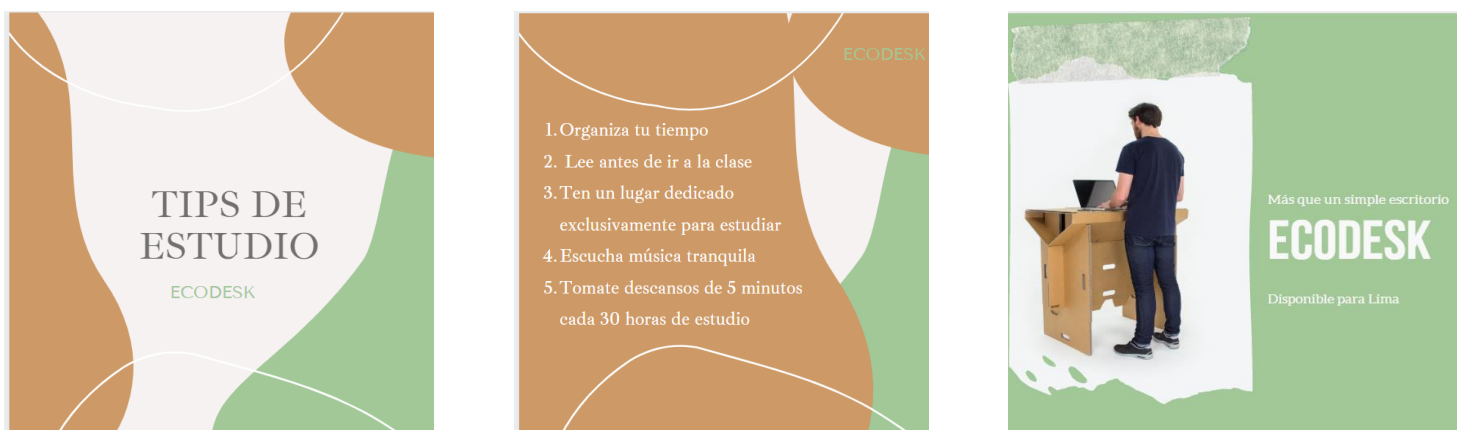 TIPS DE
ESTUDIO
ECODESK
ECODESK
1. Organiza tu tiempo
2. Lee antes de ir a la clase
3. Ten un lugar dedicado
exclusivamente para estudiar
4. Escucha música tranquila
5. Tomate descansos de 5 minutos
cada 30 horas de estudio
Más que un simple escritorio
ECODESK
Disponible para Lima